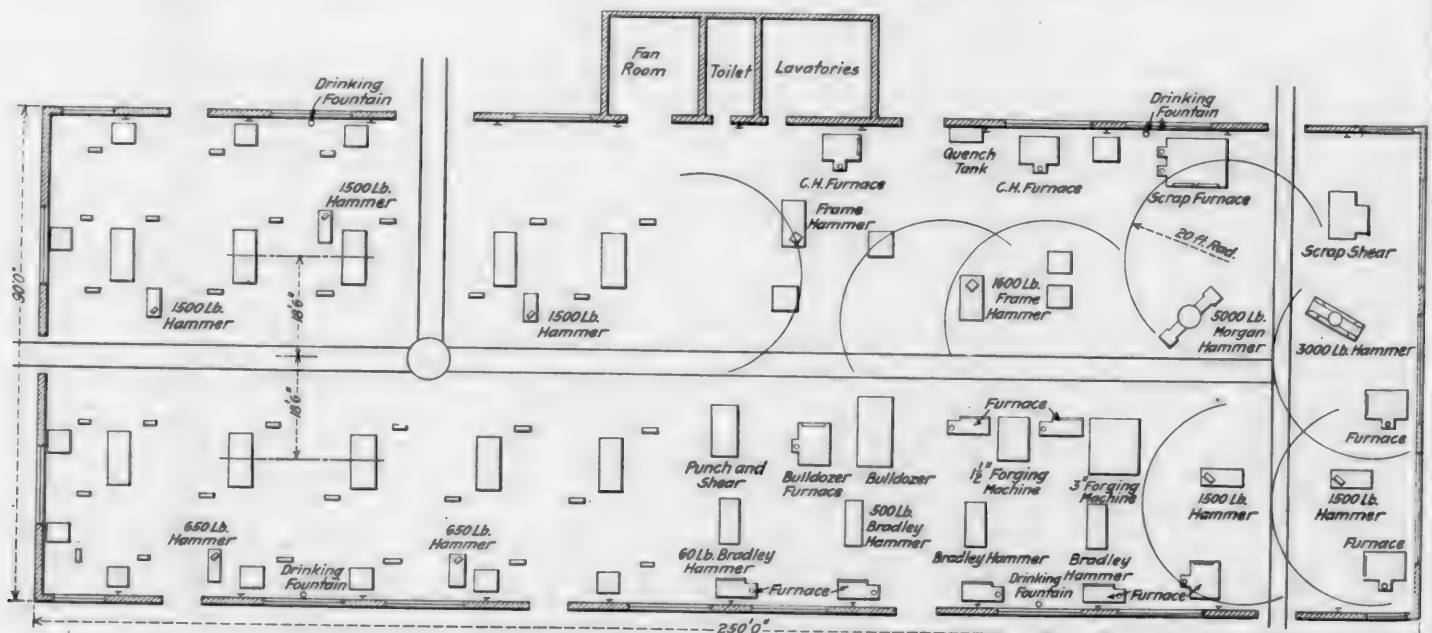 Fan
Room
Toilet
Lavatories
Drinking
Fountain
Drinking
Fountain
Quench
Tank
C.H. Furnace
C.H. Furnace
Scrap Furnace
1500 Lb.
Hammer
Frame
Hammer
20 ft. Rad.
Scrap Shear
90'0"
18'6"
1500 Lb.
Hammer
1500 Lb.
Hammer
1600 Lb.
Frame
Hammer
5000 Lb.
Morgan
Hammer
3000 Lb. Hammer
18'6"
Furnace
Furnace
Punch and
Shear
Bulldozer
Furnace
Bulldozer
1½" Forging
Machine
3" Forging
Machine
1500 Lb.
Hammer
1500 Lb.
Hammer
650 Lb.
Hammer
650 Lb.
Hammer
60 Lb. Bradley
Hammer
500 Lb.
Bradley
Hammer
Bradley Hammer
Bradley
Hammer
Furnace
Drinking
Fountain
Furnace
Drinking
Fountain
Furnace
250'0"